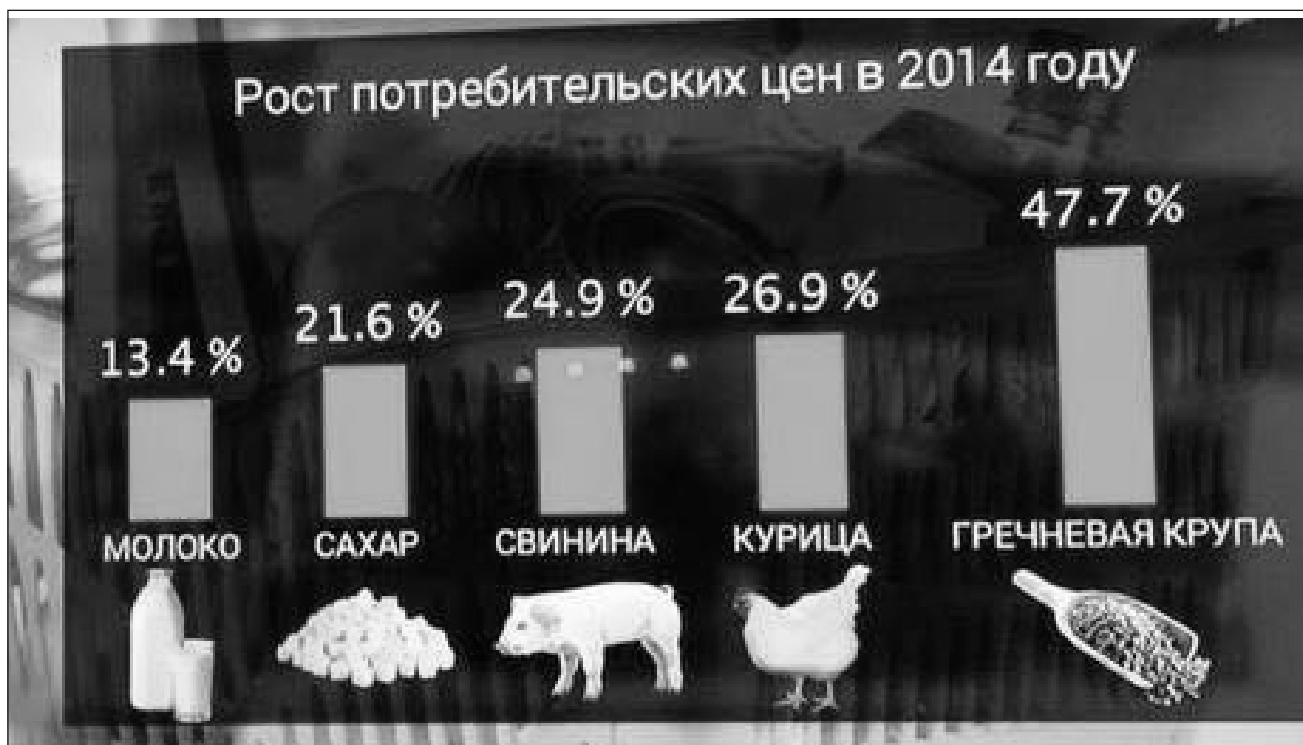 Рост потребительских цен в 2014 году
13.4 %
21.6 %
24.9 %
26.9 %
47.7 %
МОЛОКО
САХАР
СВИНИНА
КУРИЦА
ГРЕЧНЕВАЯ КРУПА